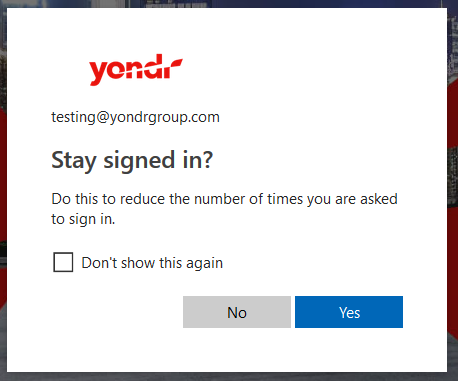 yondr
testing@yondrgroup.com
Stay signed in?
Do this to reduce the number of times you are asked
to sign in.
Don't show this again
No
Yes